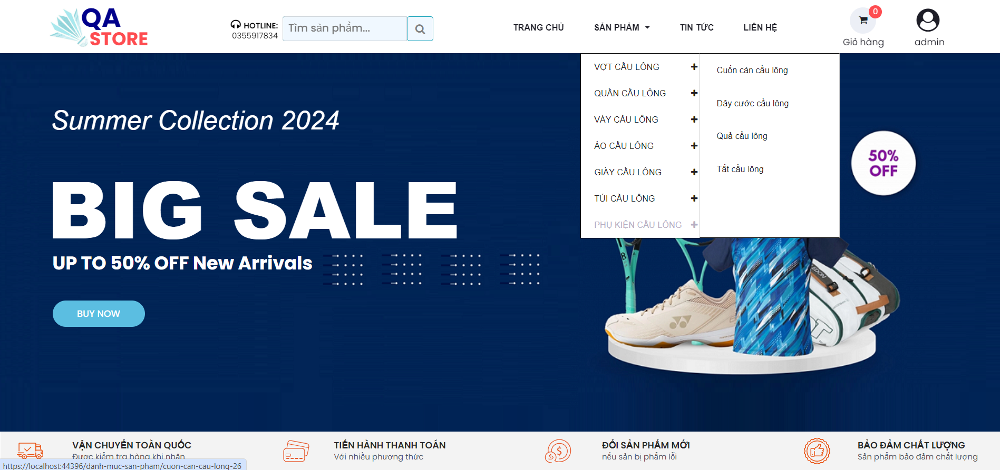 QA
STORE
HOTLINE:
0355917834
Tìm sản phẩm...
TRANG CHỦ
SẢN PHẨM
TIN TỨC
LIÊN HỆ
0
Giỏ hàng
admin
VỢT CẦU LÔNG
QUẦN CẦU LÔNG
VÁY CẦU LÔNG
ÁO CẦU LÔNG
GIÀY CẦU LÔNG
TÚI CẦU LÔNG
PHỤ KIỆN CẦU LÔNG
Cuốn cán cầu lông
Dây cước cầu lông
Quả cầu lông
Tất cầu lông
Summer Collection 2024
BIG SALE
UP TO 50% OFF New Arrivals
BUY NOW
50%
OFF
VẬN CHUYỂN TOÀN QUỐC
Được kiểm tra hàng khi nhận
TIẾN HÀNH THANH TOÁN
Với nhiều phương thức
ĐỔI SẢN PHẨM MỚI
nếu sản bị phẩm lỗi
BẢO ĐẢM CHẤT LƯỢNG
Sản phẩm bảo đảm chất lượng
https://localhost:44396/danh-muc-san-pham/cuon-can-cau-long-26